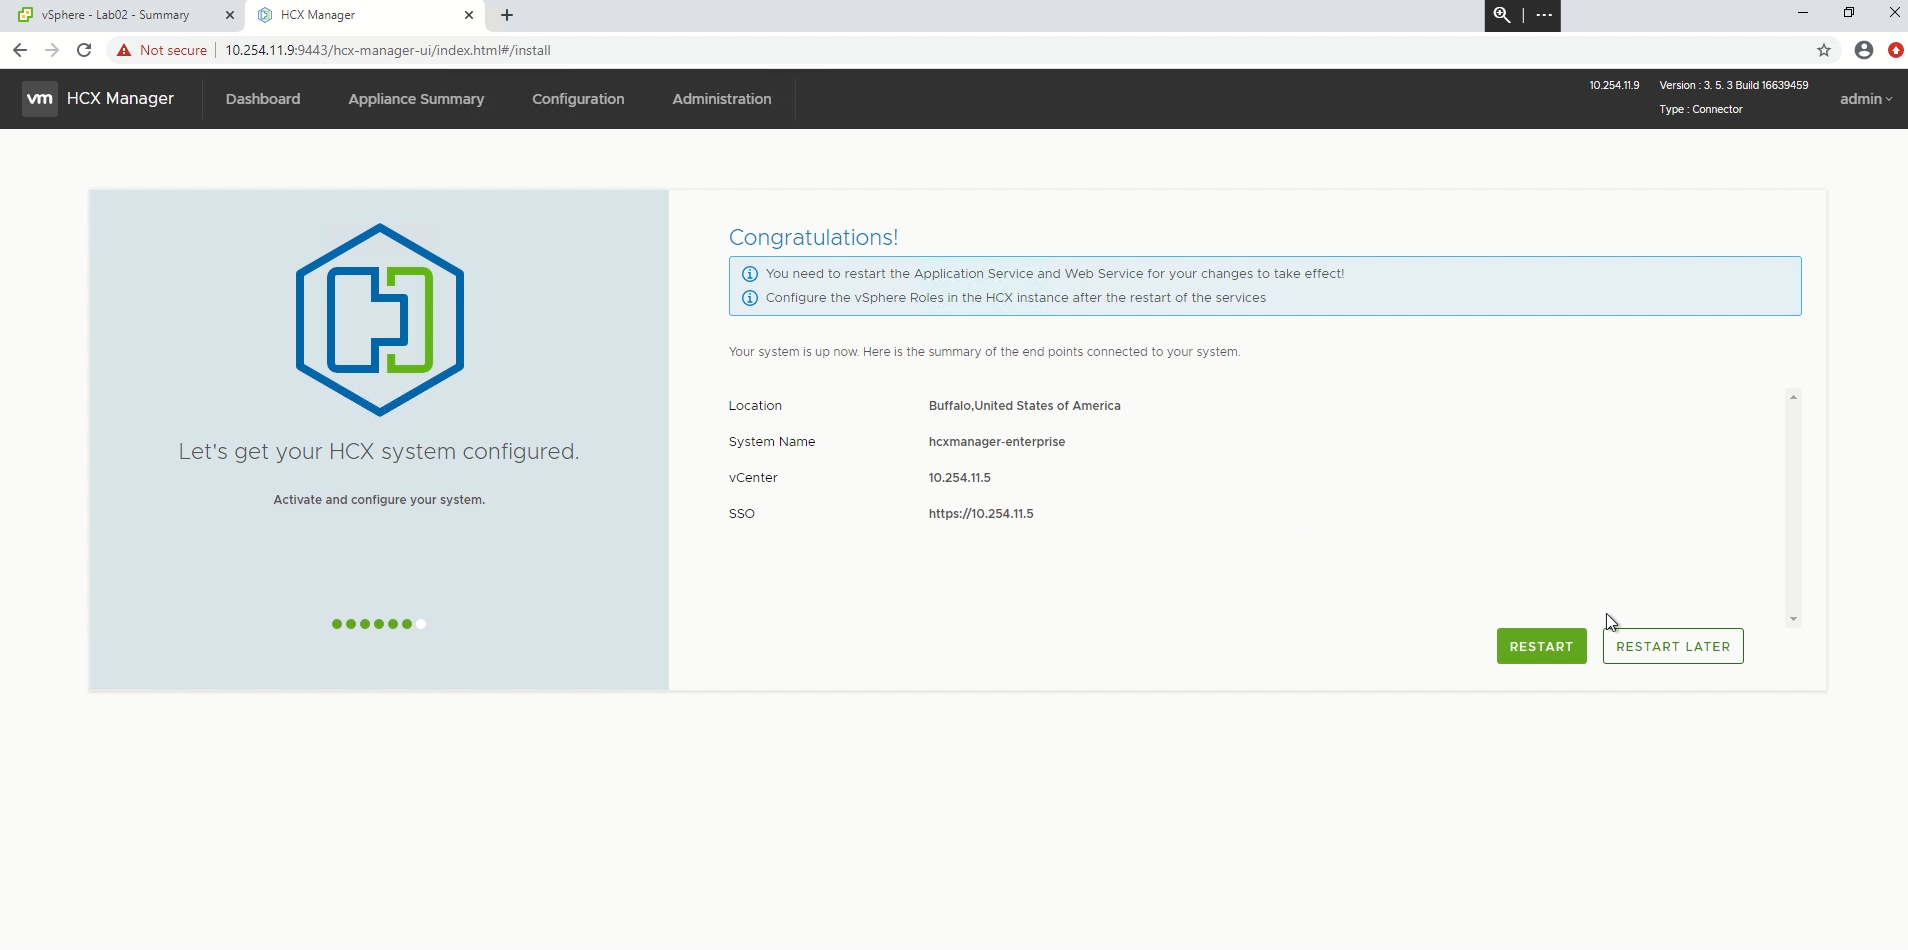 vSphere - Lab02 - Summary
HCX Manager
Not secure
10.254.11.9:9443/hcx-manager-ui/index.html#/install
vm
HCX Manager
Dashboard
Appliance Summary
Configuration
Administration
10.254.11.9
Version : 3. 5. 3 Build 16639459
Type : Connector
admin
Let's get your HCX system configured.
Activate and configure your system.
Congratulations!
You need to restart the Application Service and Web Service for your changes to take effect!
Configure the vSphere Roles in the HCX instance after the restart of the services
Your system is up now. Here is the summary of the end points connected to your system.
Location Buffalo,United States of America
System Name hcxmanager-enterprise
vCenter 10.254.11.5
SSO https://10.254.11.5
RESTART
RESTART LATER